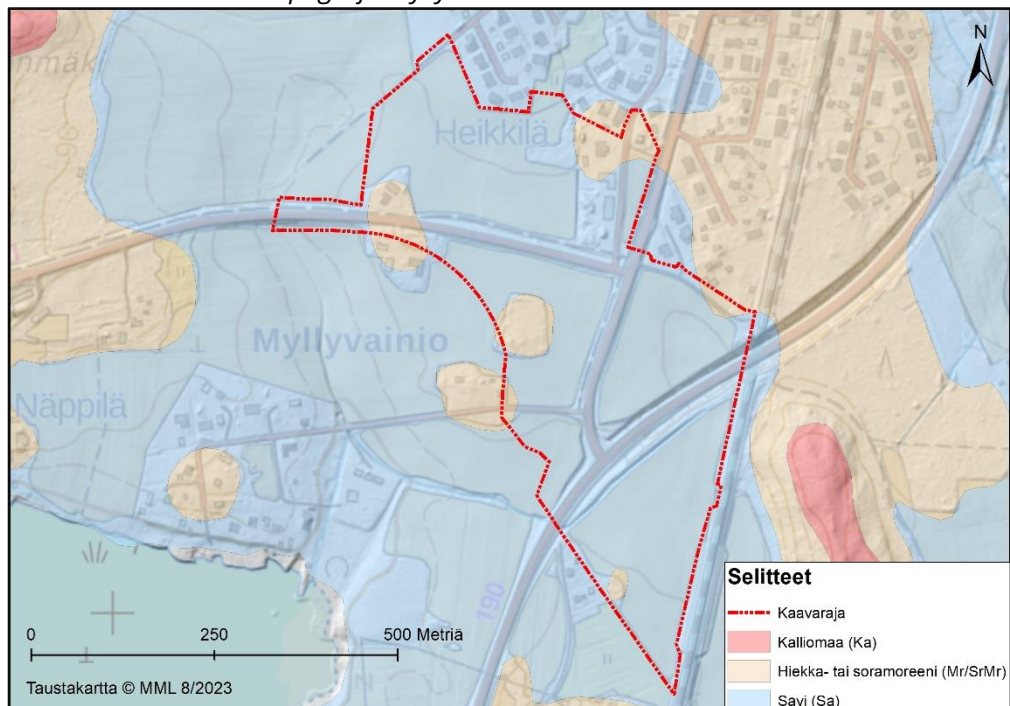 N
nmäk
Heikkilä
Myllyvainio
Näppilä
190
0 250 500 Metriä
Taustakartta © MML 8/2023
Selitteet
Kaavaraja
Kalliomaa (Ka)
Hiekka- tai soramoreeni (Mr/SrMr)
Savi (Sa)